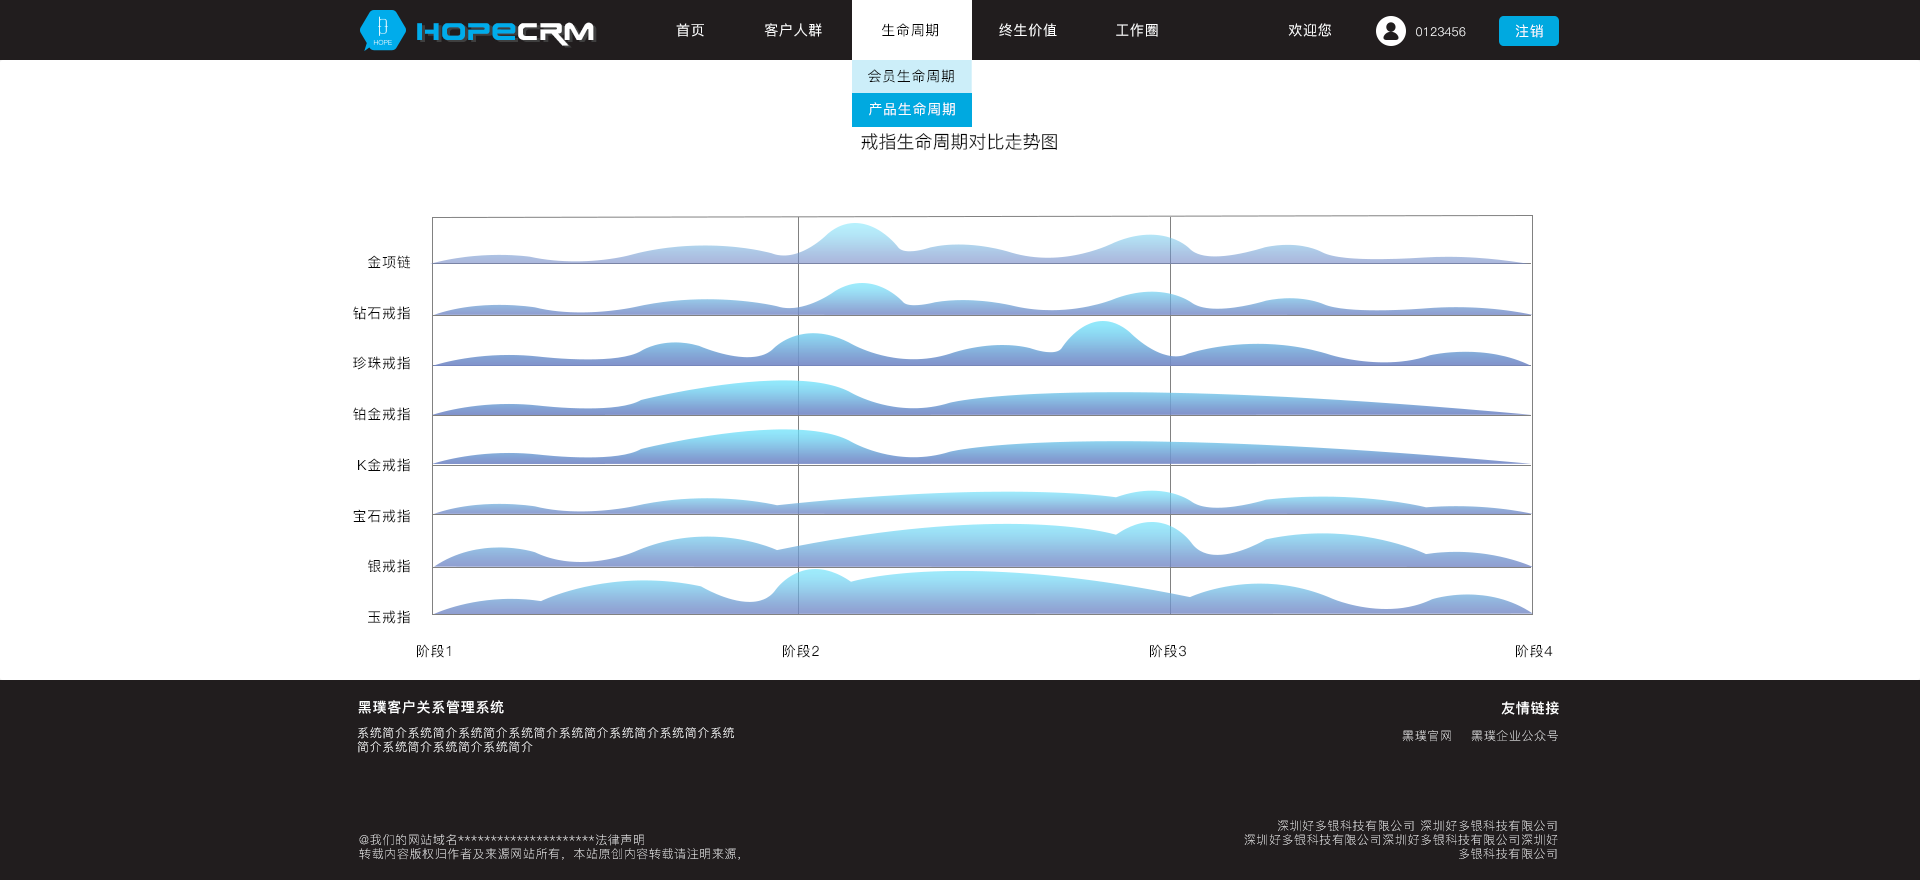 HOPE
HOPECRM
首页
客户人群
生命周期
终生价值
工作圈
欢迎您
0123456
注销
会员生命周期
产品生命周期
戒指生命周期对比走势图
金项链
钻石戒指
珍珠戒指
铂金戒指
K金戒指
宝石戒指
银戒指
玉戒指
阶段1
阶段2
阶段3
阶段4
黑璞客户关系管理系统
系统简介系统简介系统简介系统简介系统简介系统简介系统简介系统
简介系统简介系统简介系统简介
友情链接
黑璞官网 黑璞企业公众号
@我们的网站域名*********************法律声明
转载内容版权归作者及来源网站所有，本站原创内容转载请注明来源，
深圳好多银科技有限公司 深圳好多银科技有限公司
深圳好多银科技有限公司深圳好多银科技有限公司深圳好
多银科技有限公司